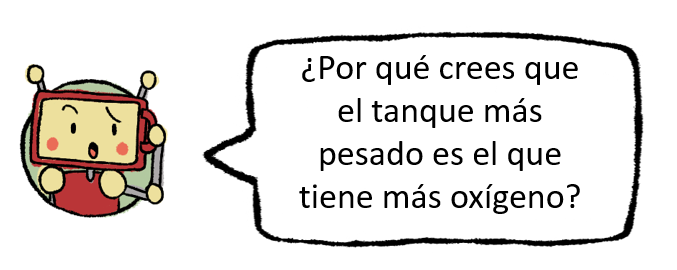 ¿Por qué crees que
el tanque más
pesado es el que
tiene más oxígeno?